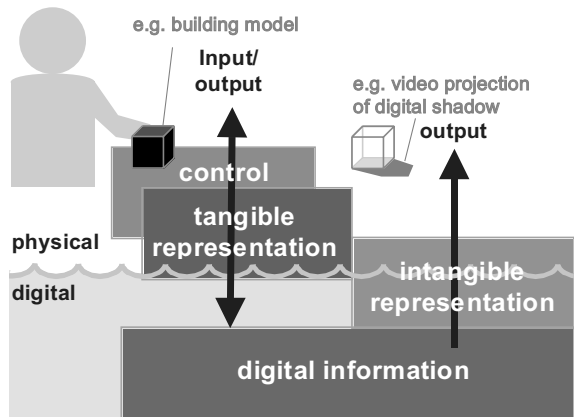 e.g. building model
Input/
output
e.g. video projection
of digital shadow
output
control
tangible
representation
physical
digital
intangible
representation
digital information